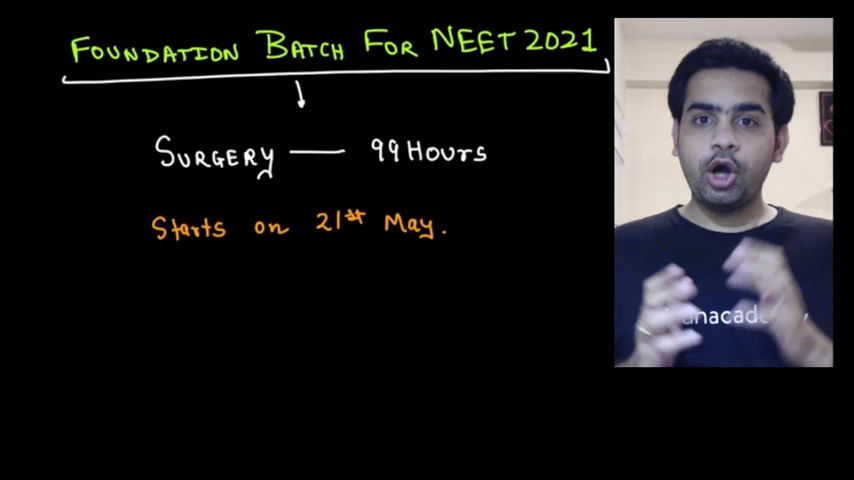 FOUNDATION BATCH FOR NEET 2021
SURGERY — 99 HOURS
Starts on 21st May.